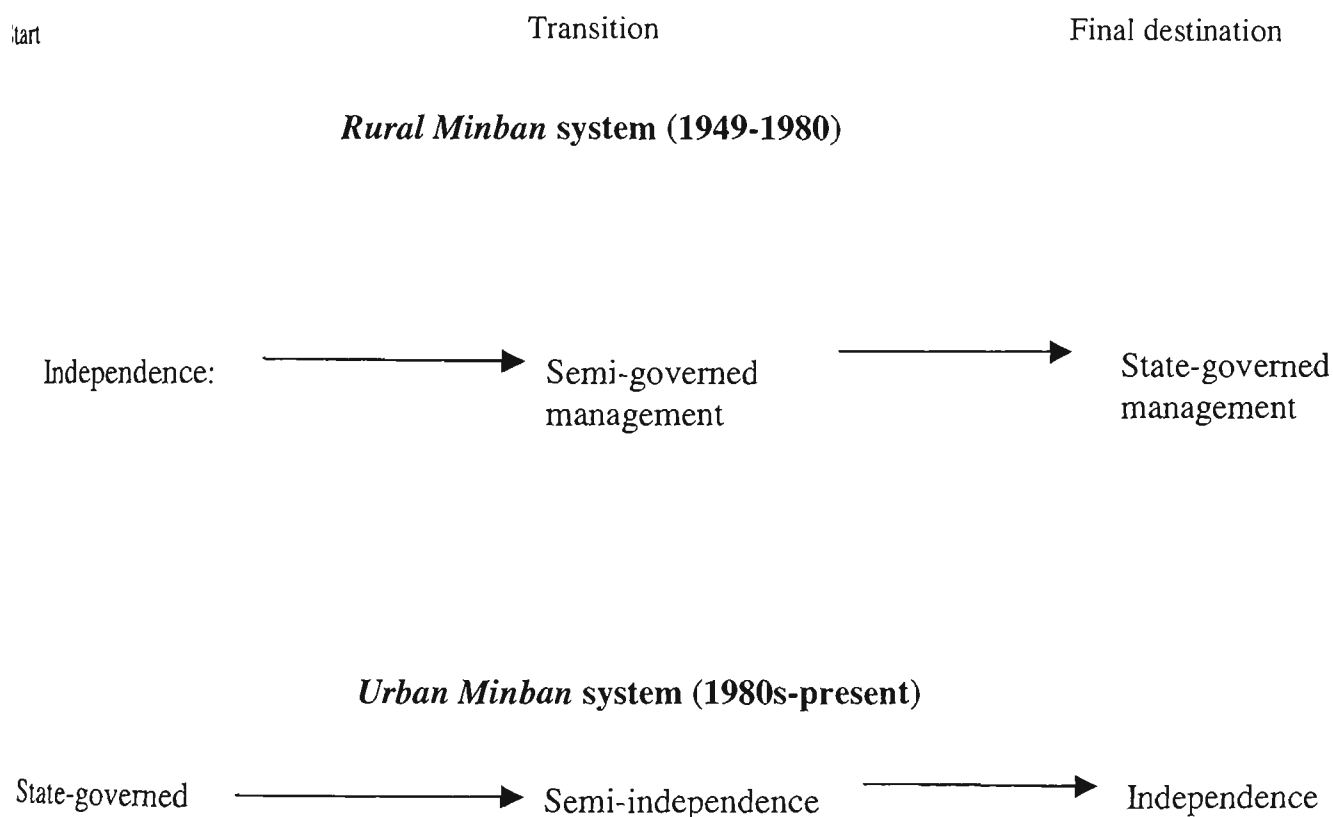 Start Transition Final destination
Rural Minban system (1949-1980)
Independence: Semi-governed management State-governed management
Urban Minban system (1980s-present)
State-governed Semi-independence Independence